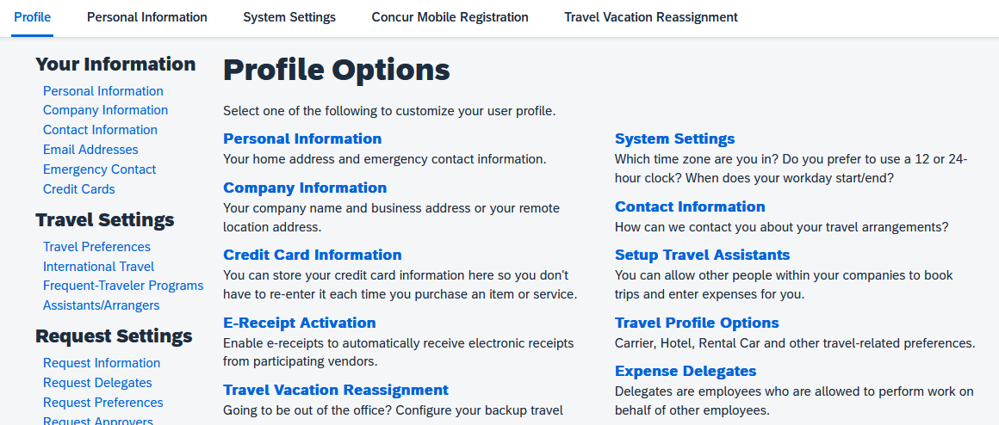 Profile
Personal Information
System Settings
Concur Mobile Registration
Travel Vacation Reassignment
Your Information
Personal Information
Company Information
Contact Information
Email Addresses
Emergency Contact
Credit Cards
Travel Settings
Travel Preferences
International Travel
Frequent-Traveler Programs
Assistants/Arrangers
Request Settings
Request Information
Request Delegates
Request Preferences
Request Approvers
Profile Options
Select one of the following to customize your user profile.
Personal Information
Your home address and emergency contact information.
Company Information
Your company name and business address or your remote
location address.
Credit Card Information
You can store your credit card information here so you don't
have to re-enter it each time you purchase an item or service.
E-Receipt Activation
Enable e-receipts to automatically receive electronic receipts
from participating vendors.
Travel Vacation Reassignment
Going to be out of the office? Configure your backup travel
System Settings
Which time zone are you in? Do you prefer to use a 12 or 24-
hour clock? When does your workday start/end?
Contact Information
How can we contact you about your travel arrangements?
Setup Travel Assistants
You can allow other people within your companies to book
trips and enter expenses for you.
Travel Profile Options
Carrier, Hotel, Rental Car and other travel-related preferences.
Expense Delegates
Delegates are employees who are allowed to perform work on
behalf of other employees.